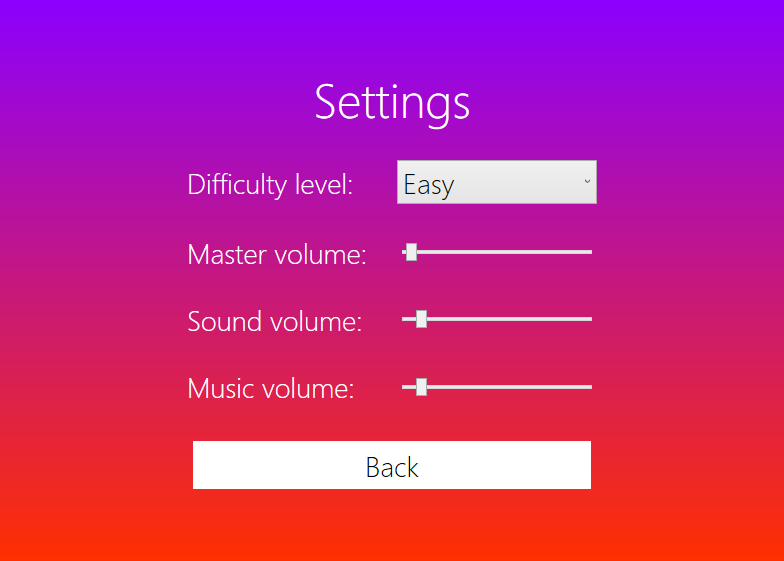 Settings
Difficulty level: Easy
Master volume:
Sound volume:
Music volume:
Back